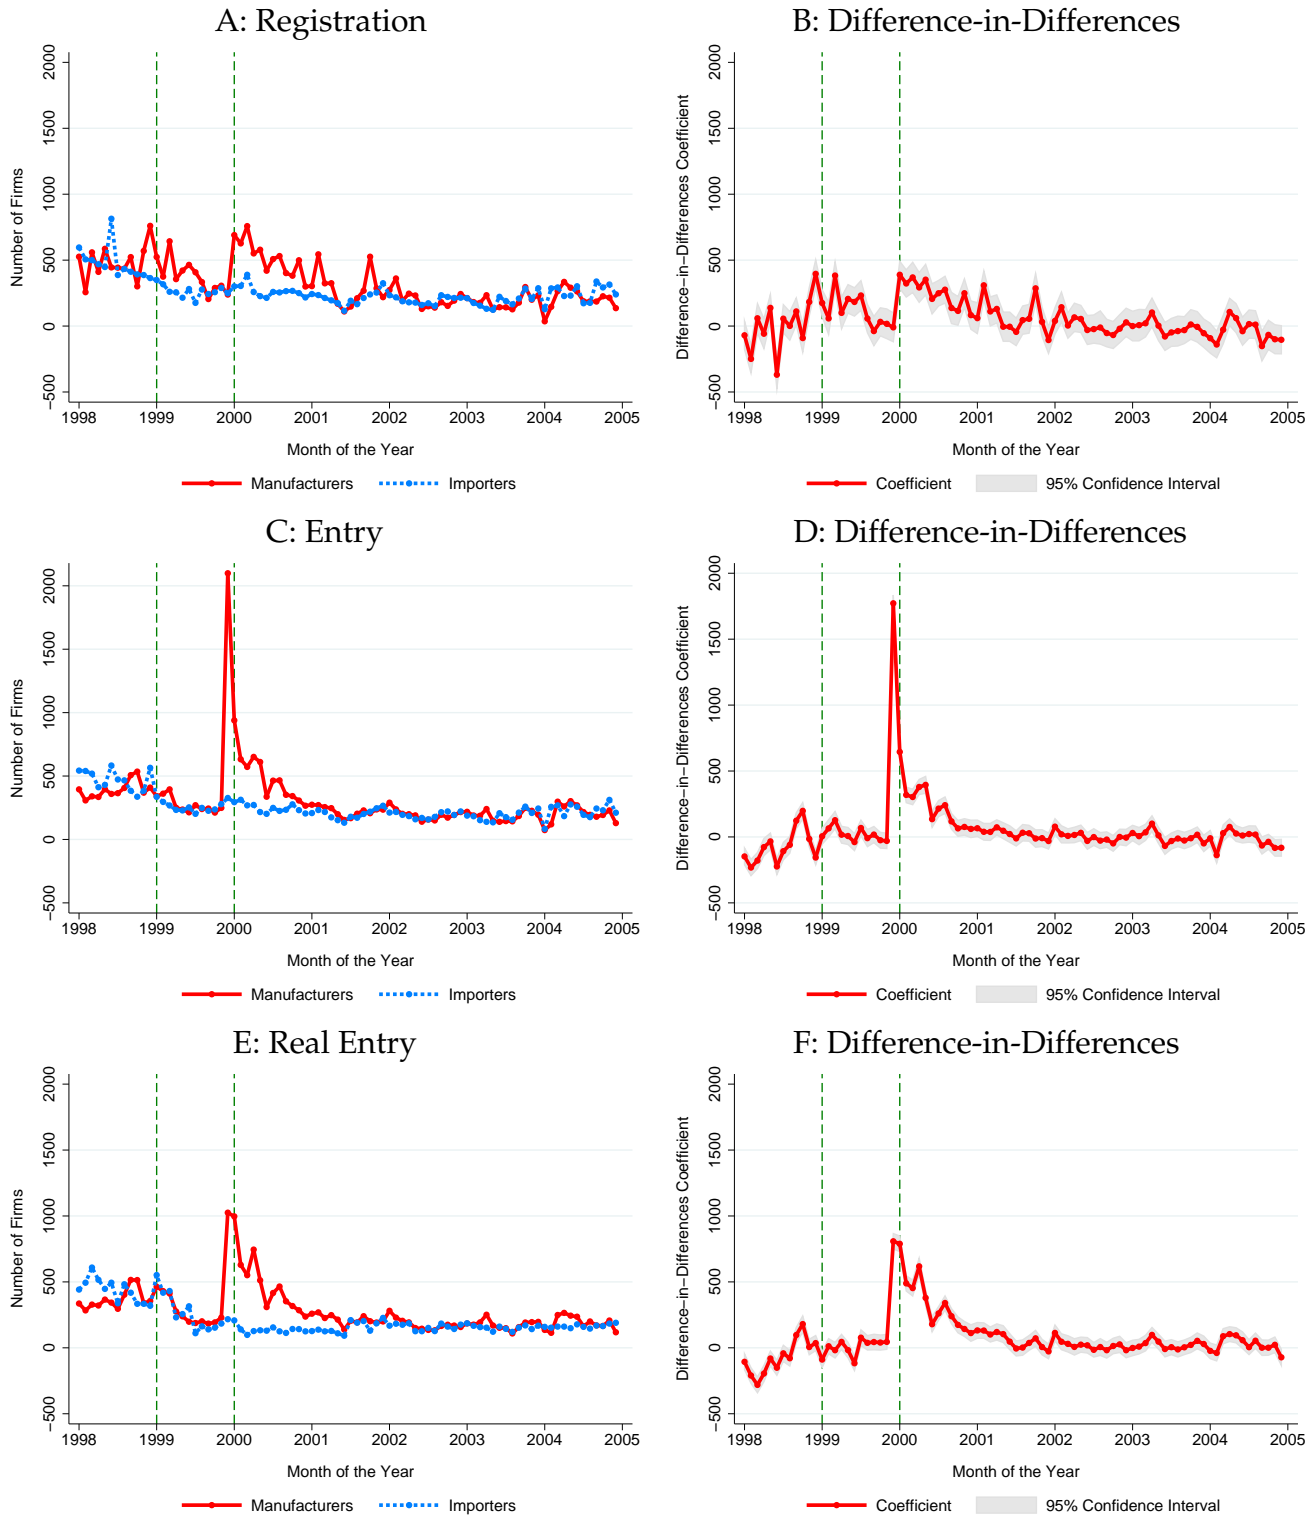 A: Registration
Number of Firms
2000
1500
1000
500
0
−500
1998 1999 2000 2001 2002 2003 2004 2005
Month of the Year
Manufacturers Importers
B: Difference-in-Differences
Difference−in−Differences Coefficient
2000
1500
1000
500
0
−500
1998 1999 2000 2001 2002 2003 2004 2005
Month of the Year
Coefficient 95% Confidence Interval
C: Entry
Number of Firms
2000
1500
1000
500
0
−500
1998 1999 2000 2001 2002 2003 2004 2005
Month of the Year
Manufacturers Importers
D: Difference-in-Differences
Difference−in−Differences Coefficient
2000
1500
1000
500
0
−500
1998 1999 2000 2001 2002 2003 2004 2005
Month of the Year
Coefficient 95% Confidence Interval
E: Real Entry
Number of Firms
2000
1500
1000
500
0
−500
1998 1999 2000 2001 2002 2003 2004 2005
Month of the Year
Manufacturers Importers
F: Difference-in-Differences
Difference−in−Differences Coefficient
2000
1500
1000
500
0
−500
1998 1999 2000 2001 2002 2003 2004 2005
Month of the Year
Coefficient 95% Confidence Interval